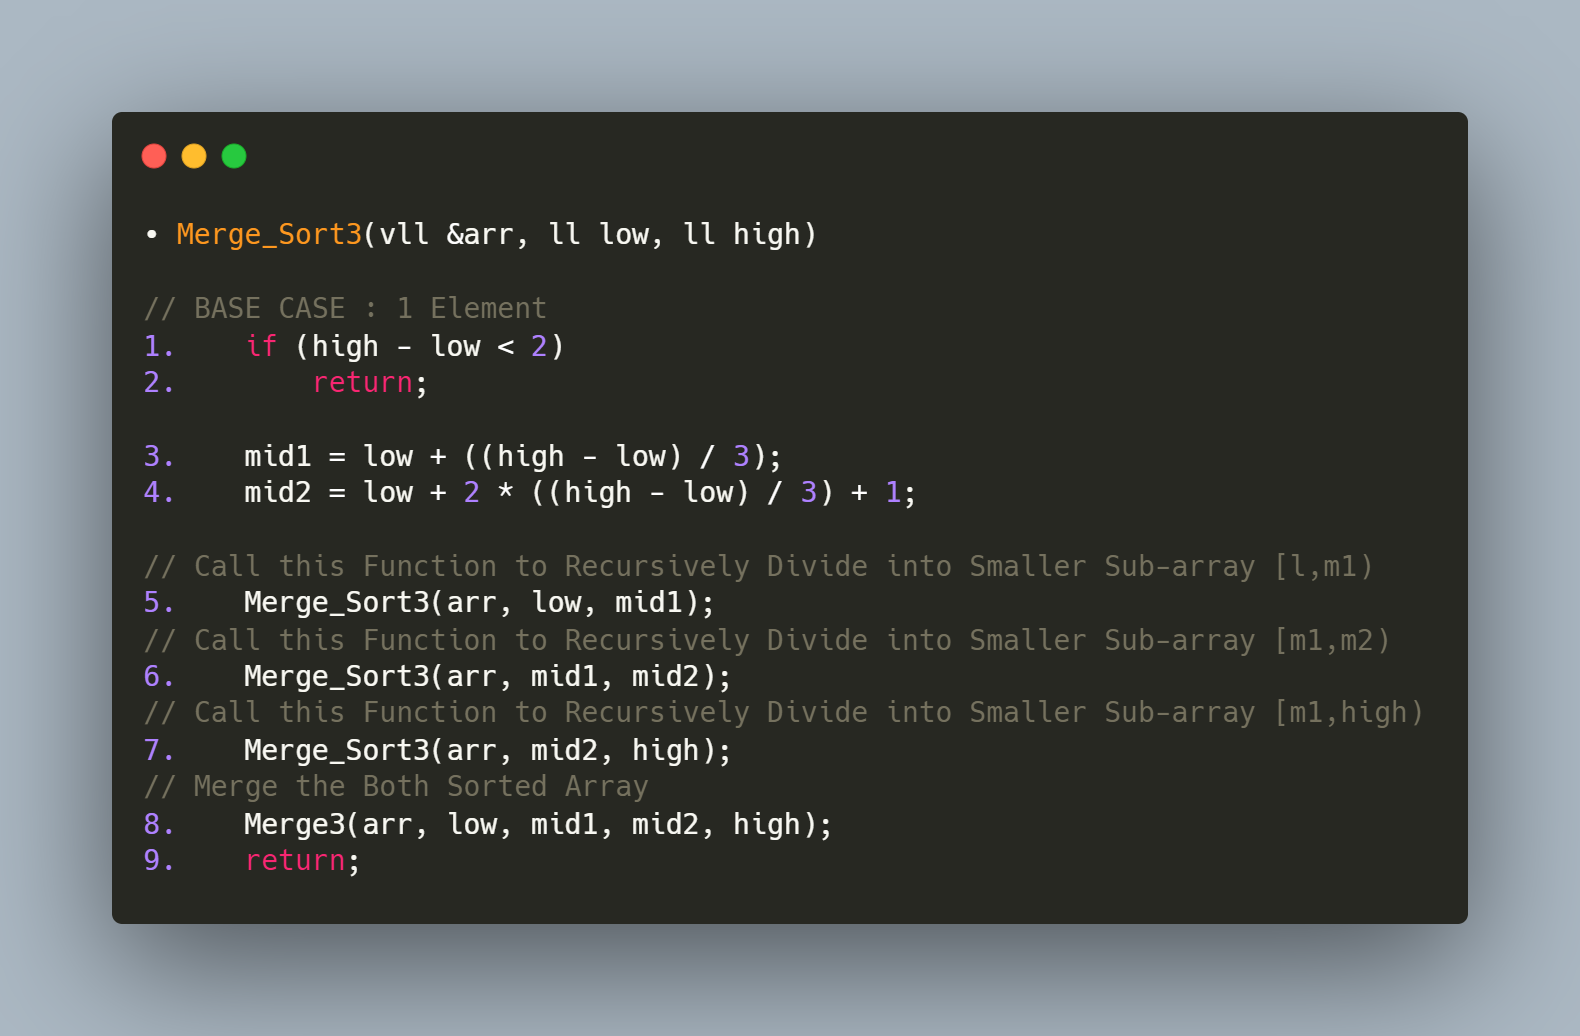 • Merge_Sort3(vll &arr, ll low, ll high)
// BASE CASE : 1 Element
1.    if (high - low < 2)
2.        return;
3.    mid1 = low + ((high - low) / 3);
4.    mid2 = low + 2 * ((high - low) / 3) + 1;
// Call this Function to Recursively Divide into Smaller Sub-array [l,m1)
5.    Merge_Sort3(arr, low, mid1);
// Call this Function to Recursively Divide into Smaller Sub-array [m1,m2)
6.    Merge_Sort3(arr, mid1, mid2);
// Call this Function to Recursively Divide into Smaller Sub-array [m1,high)
7.    Merge_Sort3(arr, mid2, high);
// Merge the Both Sorted Array
8.    Merge3(arr, low, mid1, mid2, high);
9.    return;